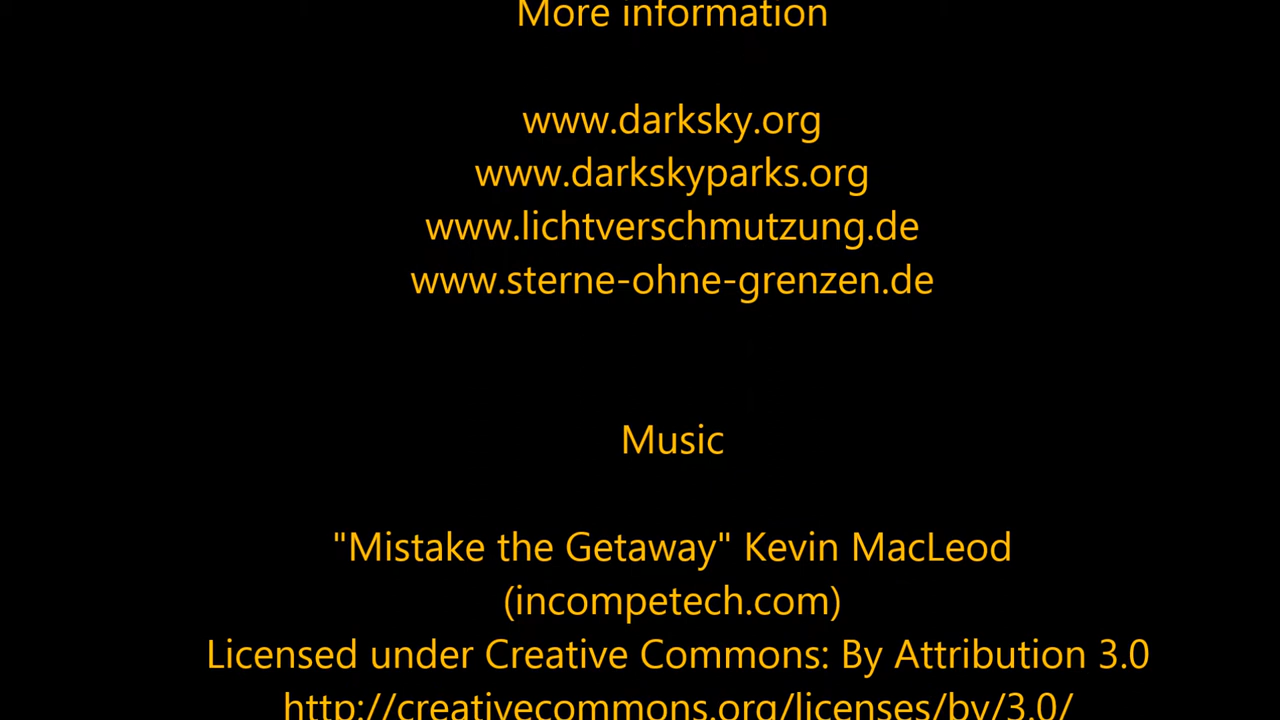 More information
www.darksky.org
www.darkskyparks.org
www.lichtverschmutzung.de
www.sterne-ohne-grenzen.de
Music
"Mistake the Getaway" Kevin MacLeod
(incompetech.com)
Licensed under Creative Commons: By Attribution 3.0
http://creativecommons.org/licenses/by/3.0/